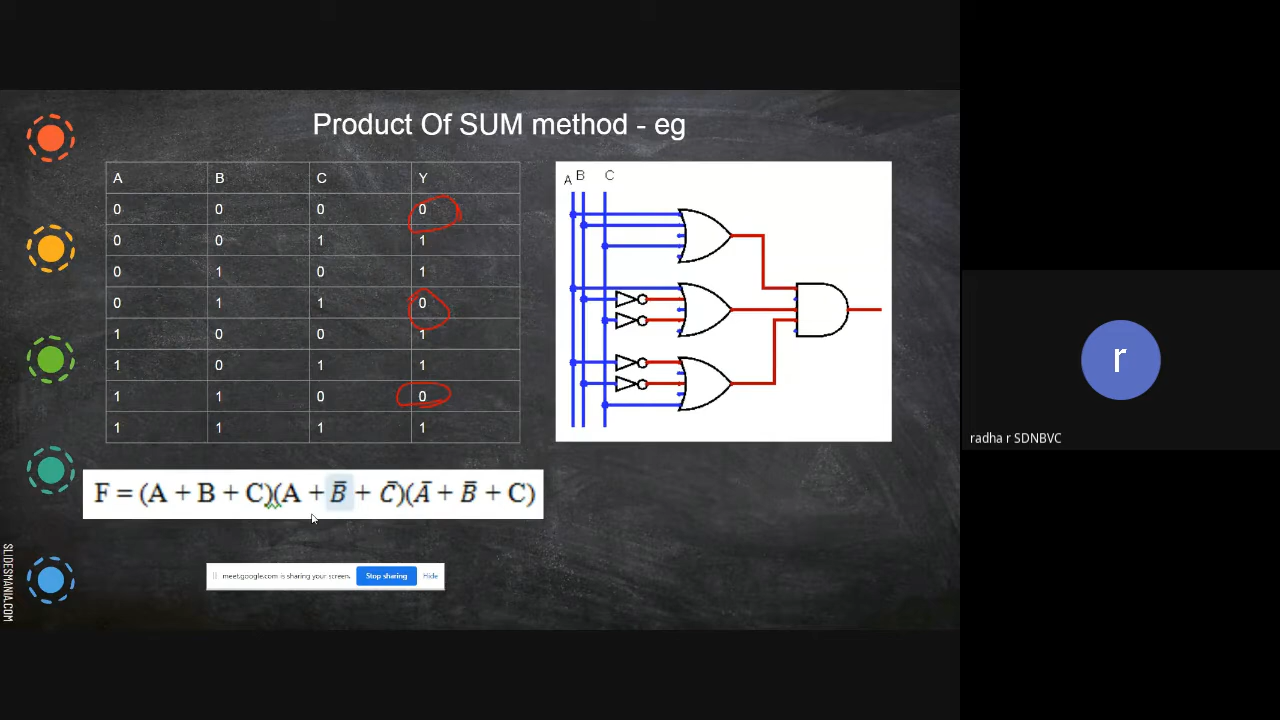 Product Of SUM method - eg
A B C Y
0 0 0 0
0 0 1 1
0 1 0 1
0 1 1 0
1 0 0 1
1 0 1 1
1 1 0 0
1 1 1 1
A B C
F = (A + B + C)(A + B̄ + C̄)(Ā + B̄ + C)
meet.google.com is sharing your screen. Stop sharing Hide
SLIDESMANIA.COM
r
radha r SDNBVC